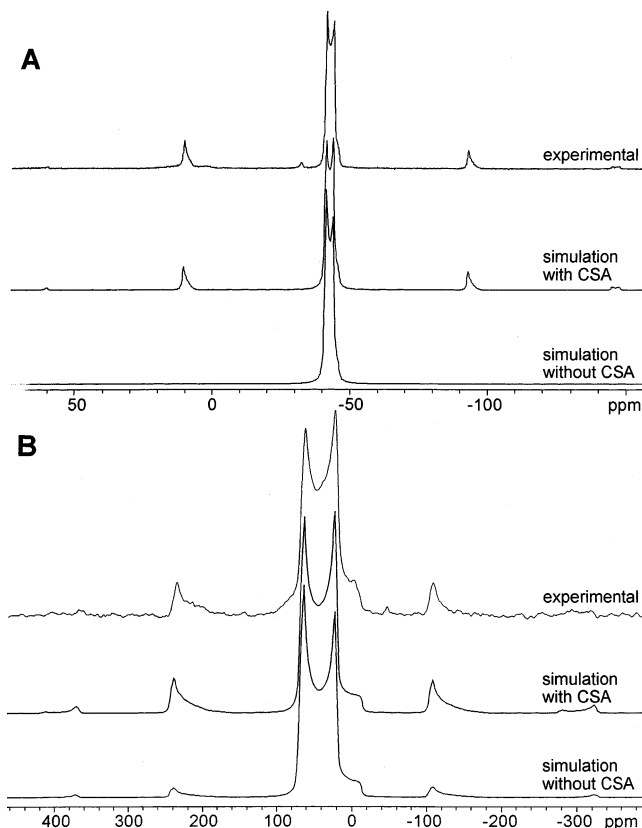 A
experimental
simulation
with CSA
simulation
without CSA
50 0 -50 -100 ppm
B
experimental
simulation
with CSA
simulation
without CSA
400 300 200 100 0 -100 -200 -300 ppm